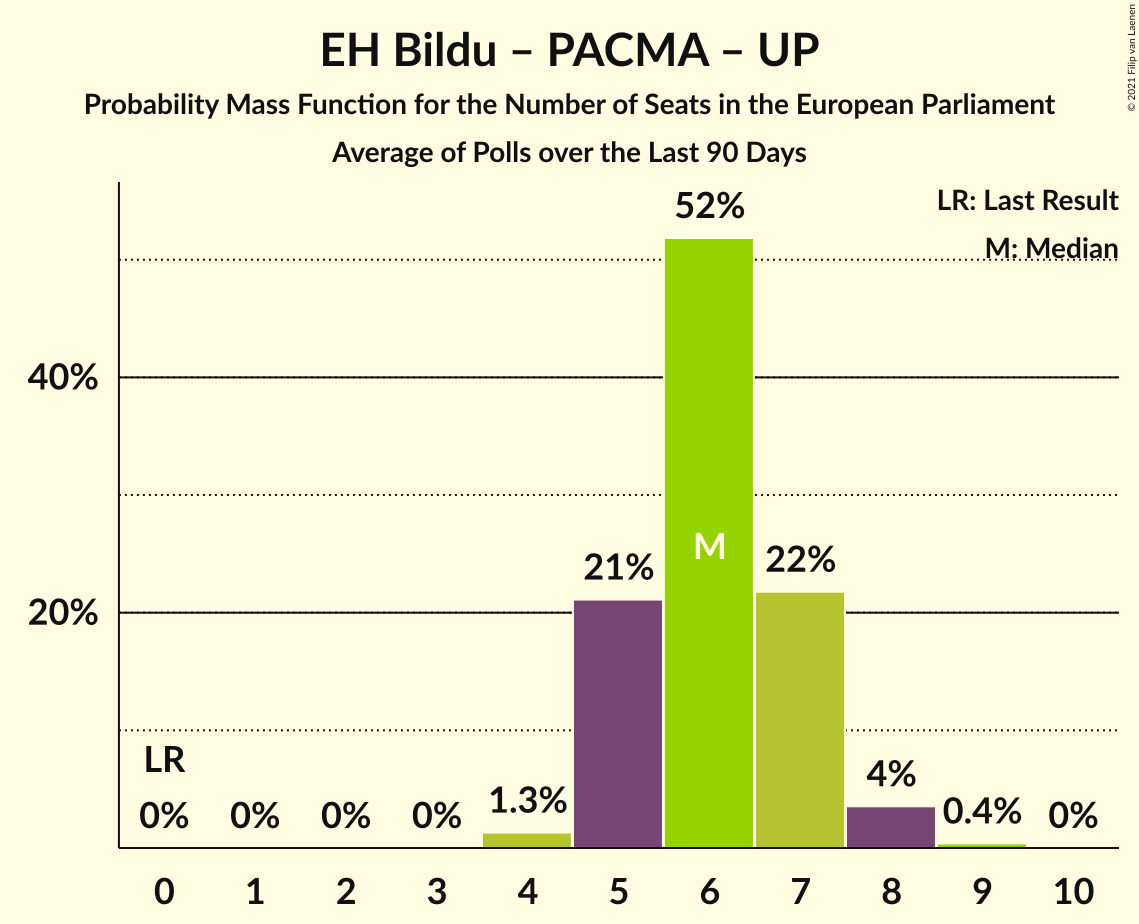 EH Bildu – PACMA – UP
Probability Mass Function for the Number of Seats in the European Parliament
Average of Polls over the Last 90 Days
© 2021 Filip van Laenen
LR: Last Result
M: Median
52%
40%
M
21%
22%
20%
LR
0%
0%
0%
0%
1.3%
4%
0.4%
0%
0 1 2 3 4 5 6 7 8 9 10